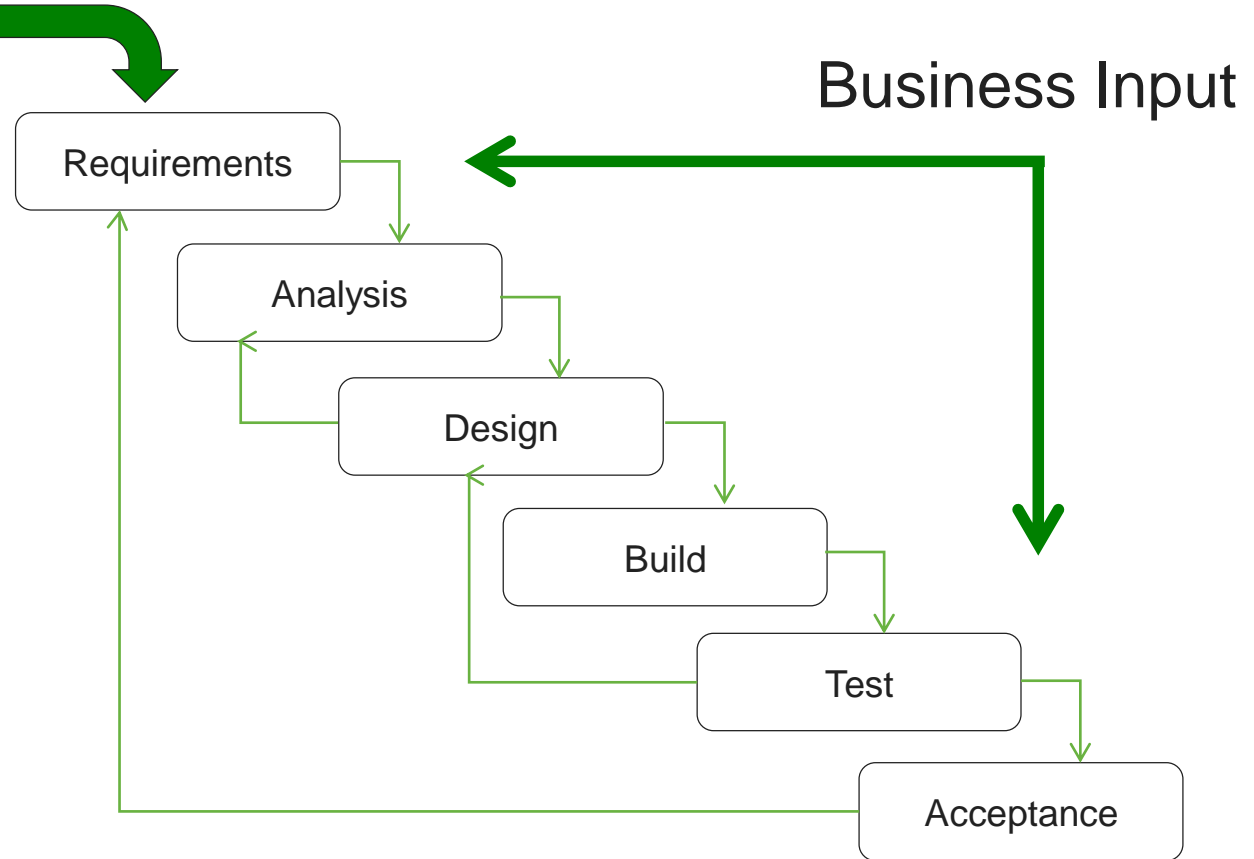 Business Input
Requirements
Analysis
Design
Build
Test
Acceptance